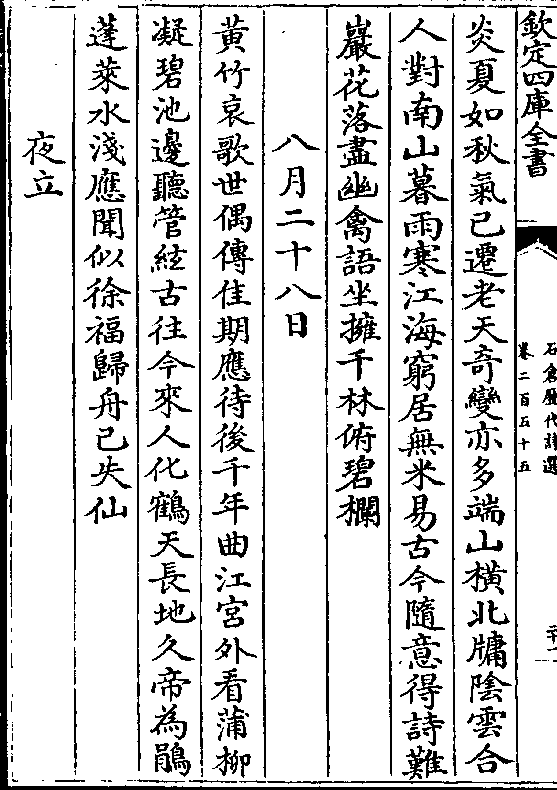 欽定四庫全書
石倉歷代詩選
卷二百五十五
炎夏如秋氣已遷老天奇變亦多端山橫北牖陰雲合
人對南山暮雨寒江海窮居無米易古今隨意得詩難
巖花落盡幽禽語坐擁千林俯碧欄
八月二十八日
黄竹哀歌世偶傳佳期應待後千年曲江宮外看蒲柳
凝碧池邊聽管絃古往今來人化鶴天長地久帝為鵑
蓬萊水淺應聞似徐福歸舟已失仙
夜立